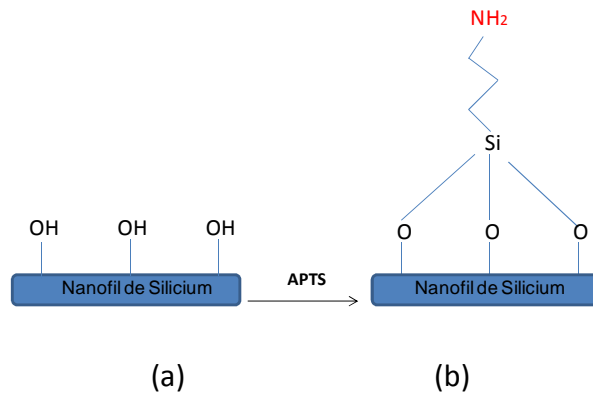 NH₂
Si
OH OH OH
O O O
Nanofil de Silicium
APTS
Nanofil de Silicium
(a) (b)